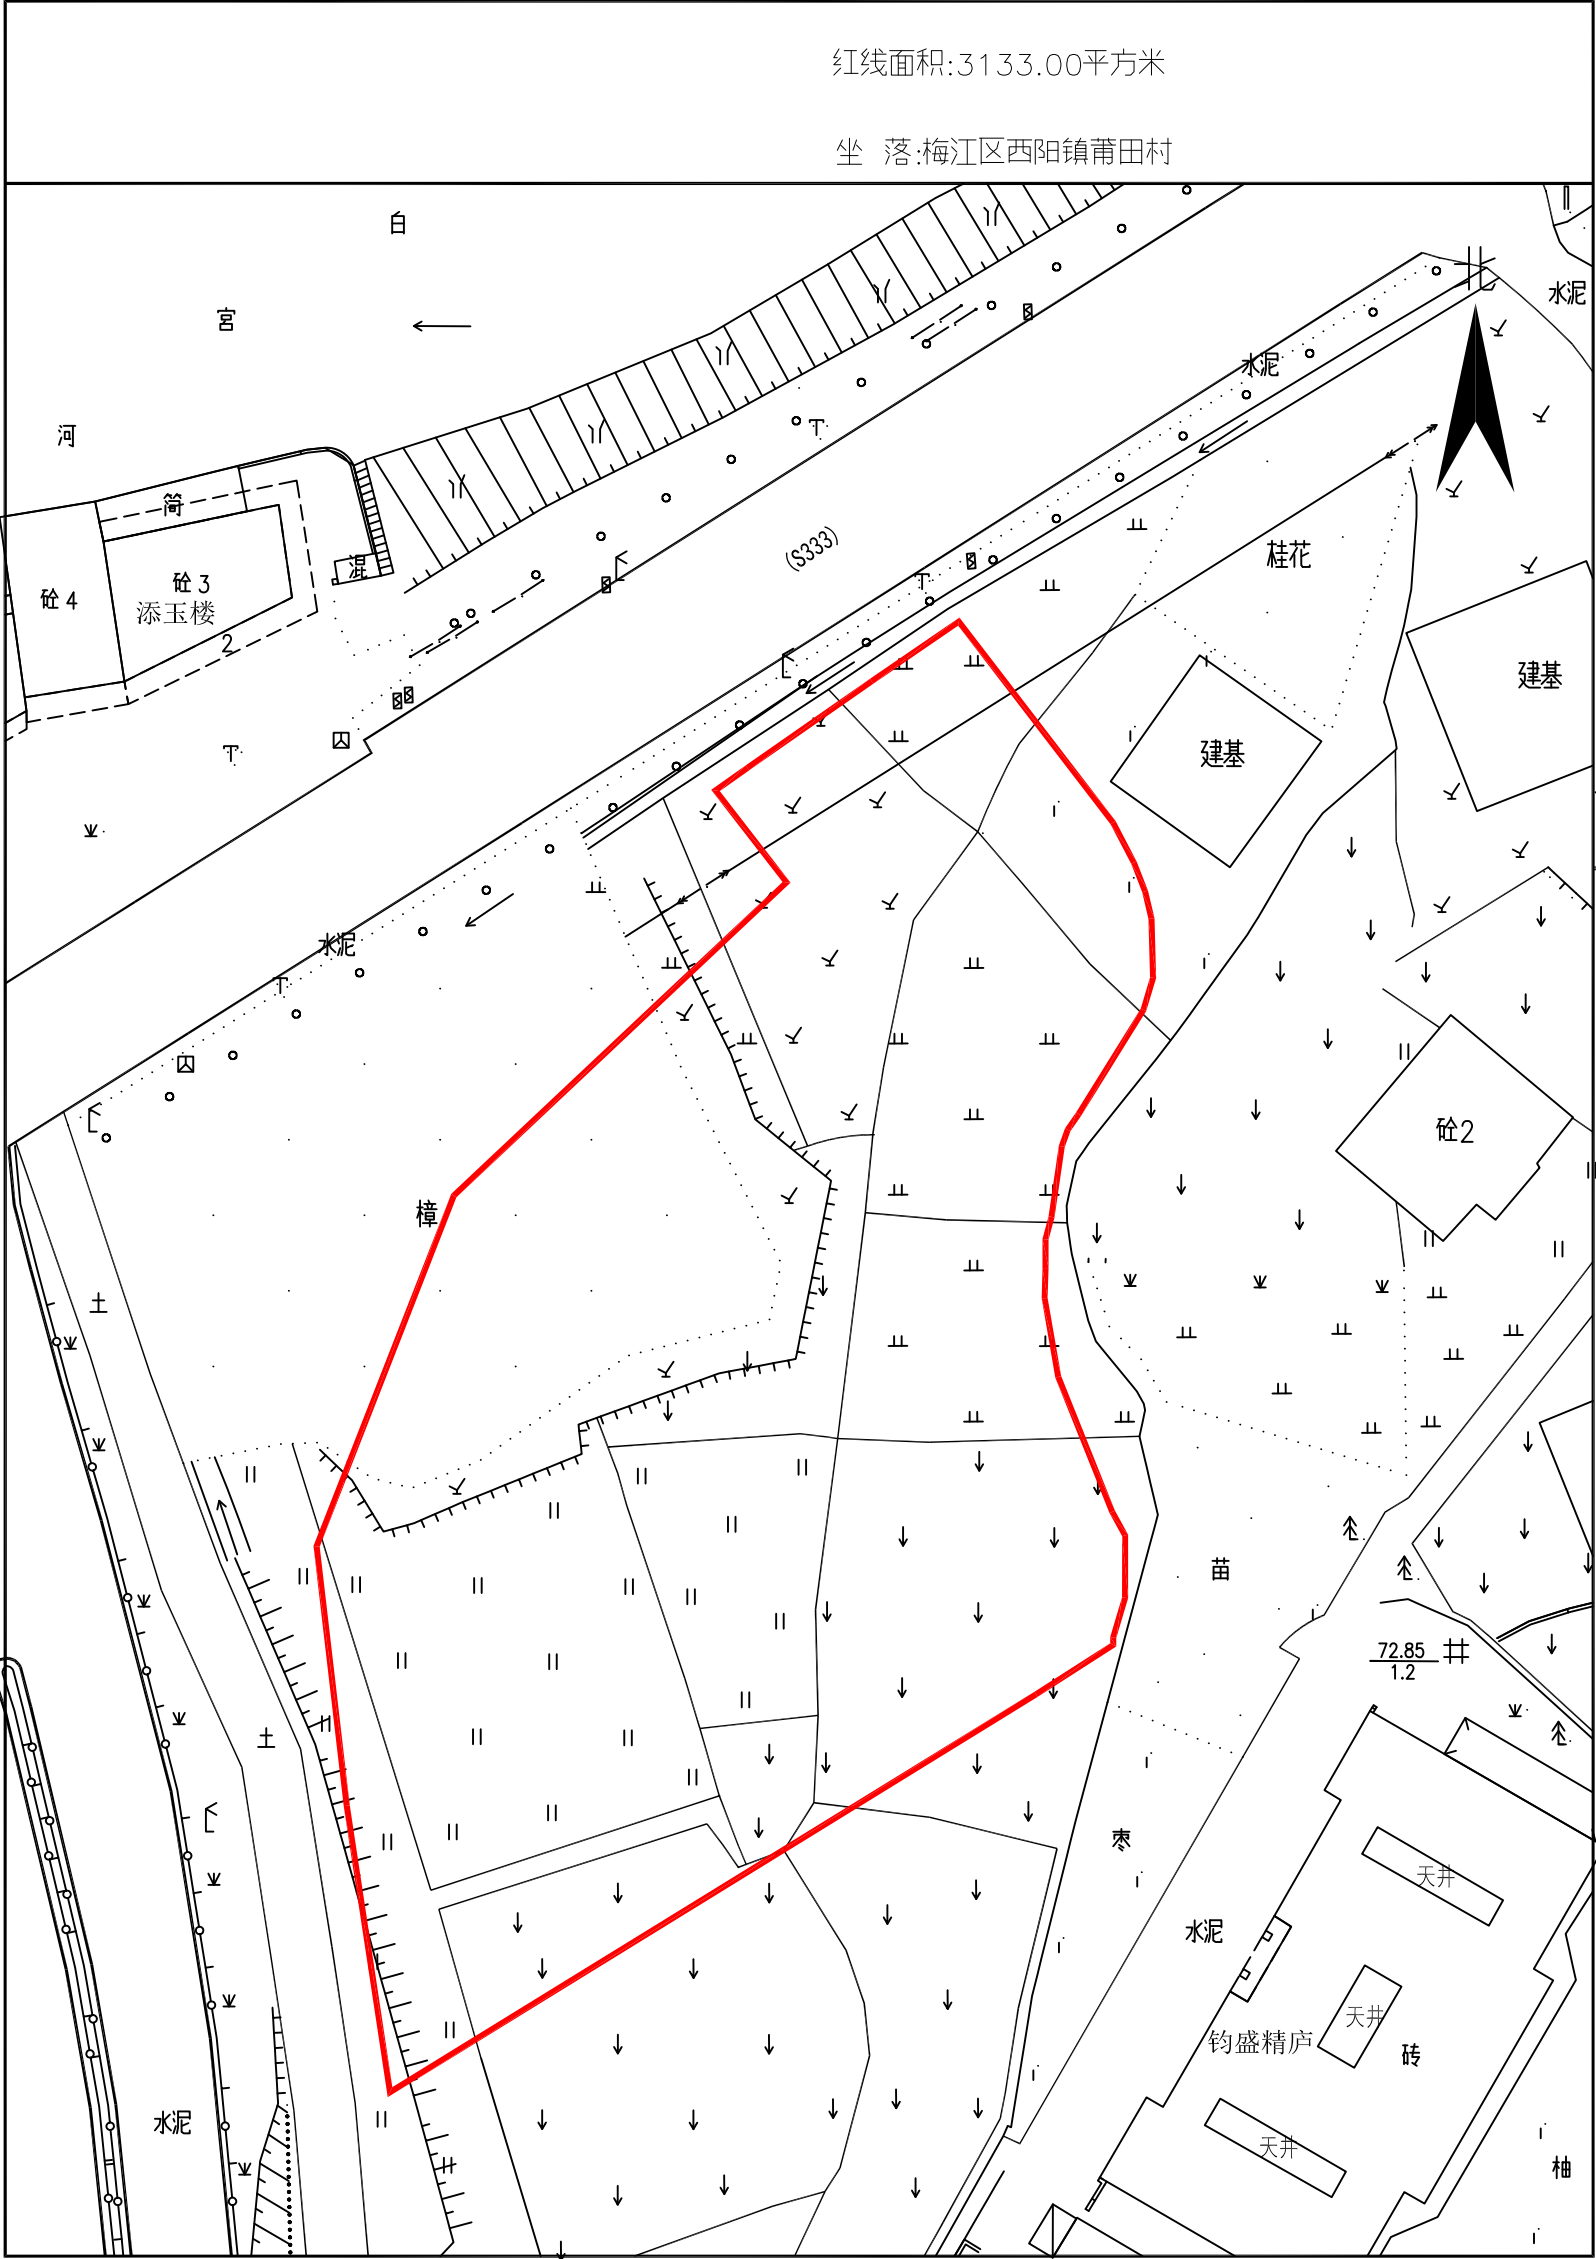 红线面积:3133.00平方米
坐 落:梅江区西阳镇莆田村
白
宫
水泥
水泥
河
简
(S333)
桂花
混
砼4
砼3
添玉楼
2
建基
建基
水泥
砼2
樟
土
苗
72.85
1.2
土
枣
天井
水泥
天井
钧盛精庐
砖
水泥
天井
柚